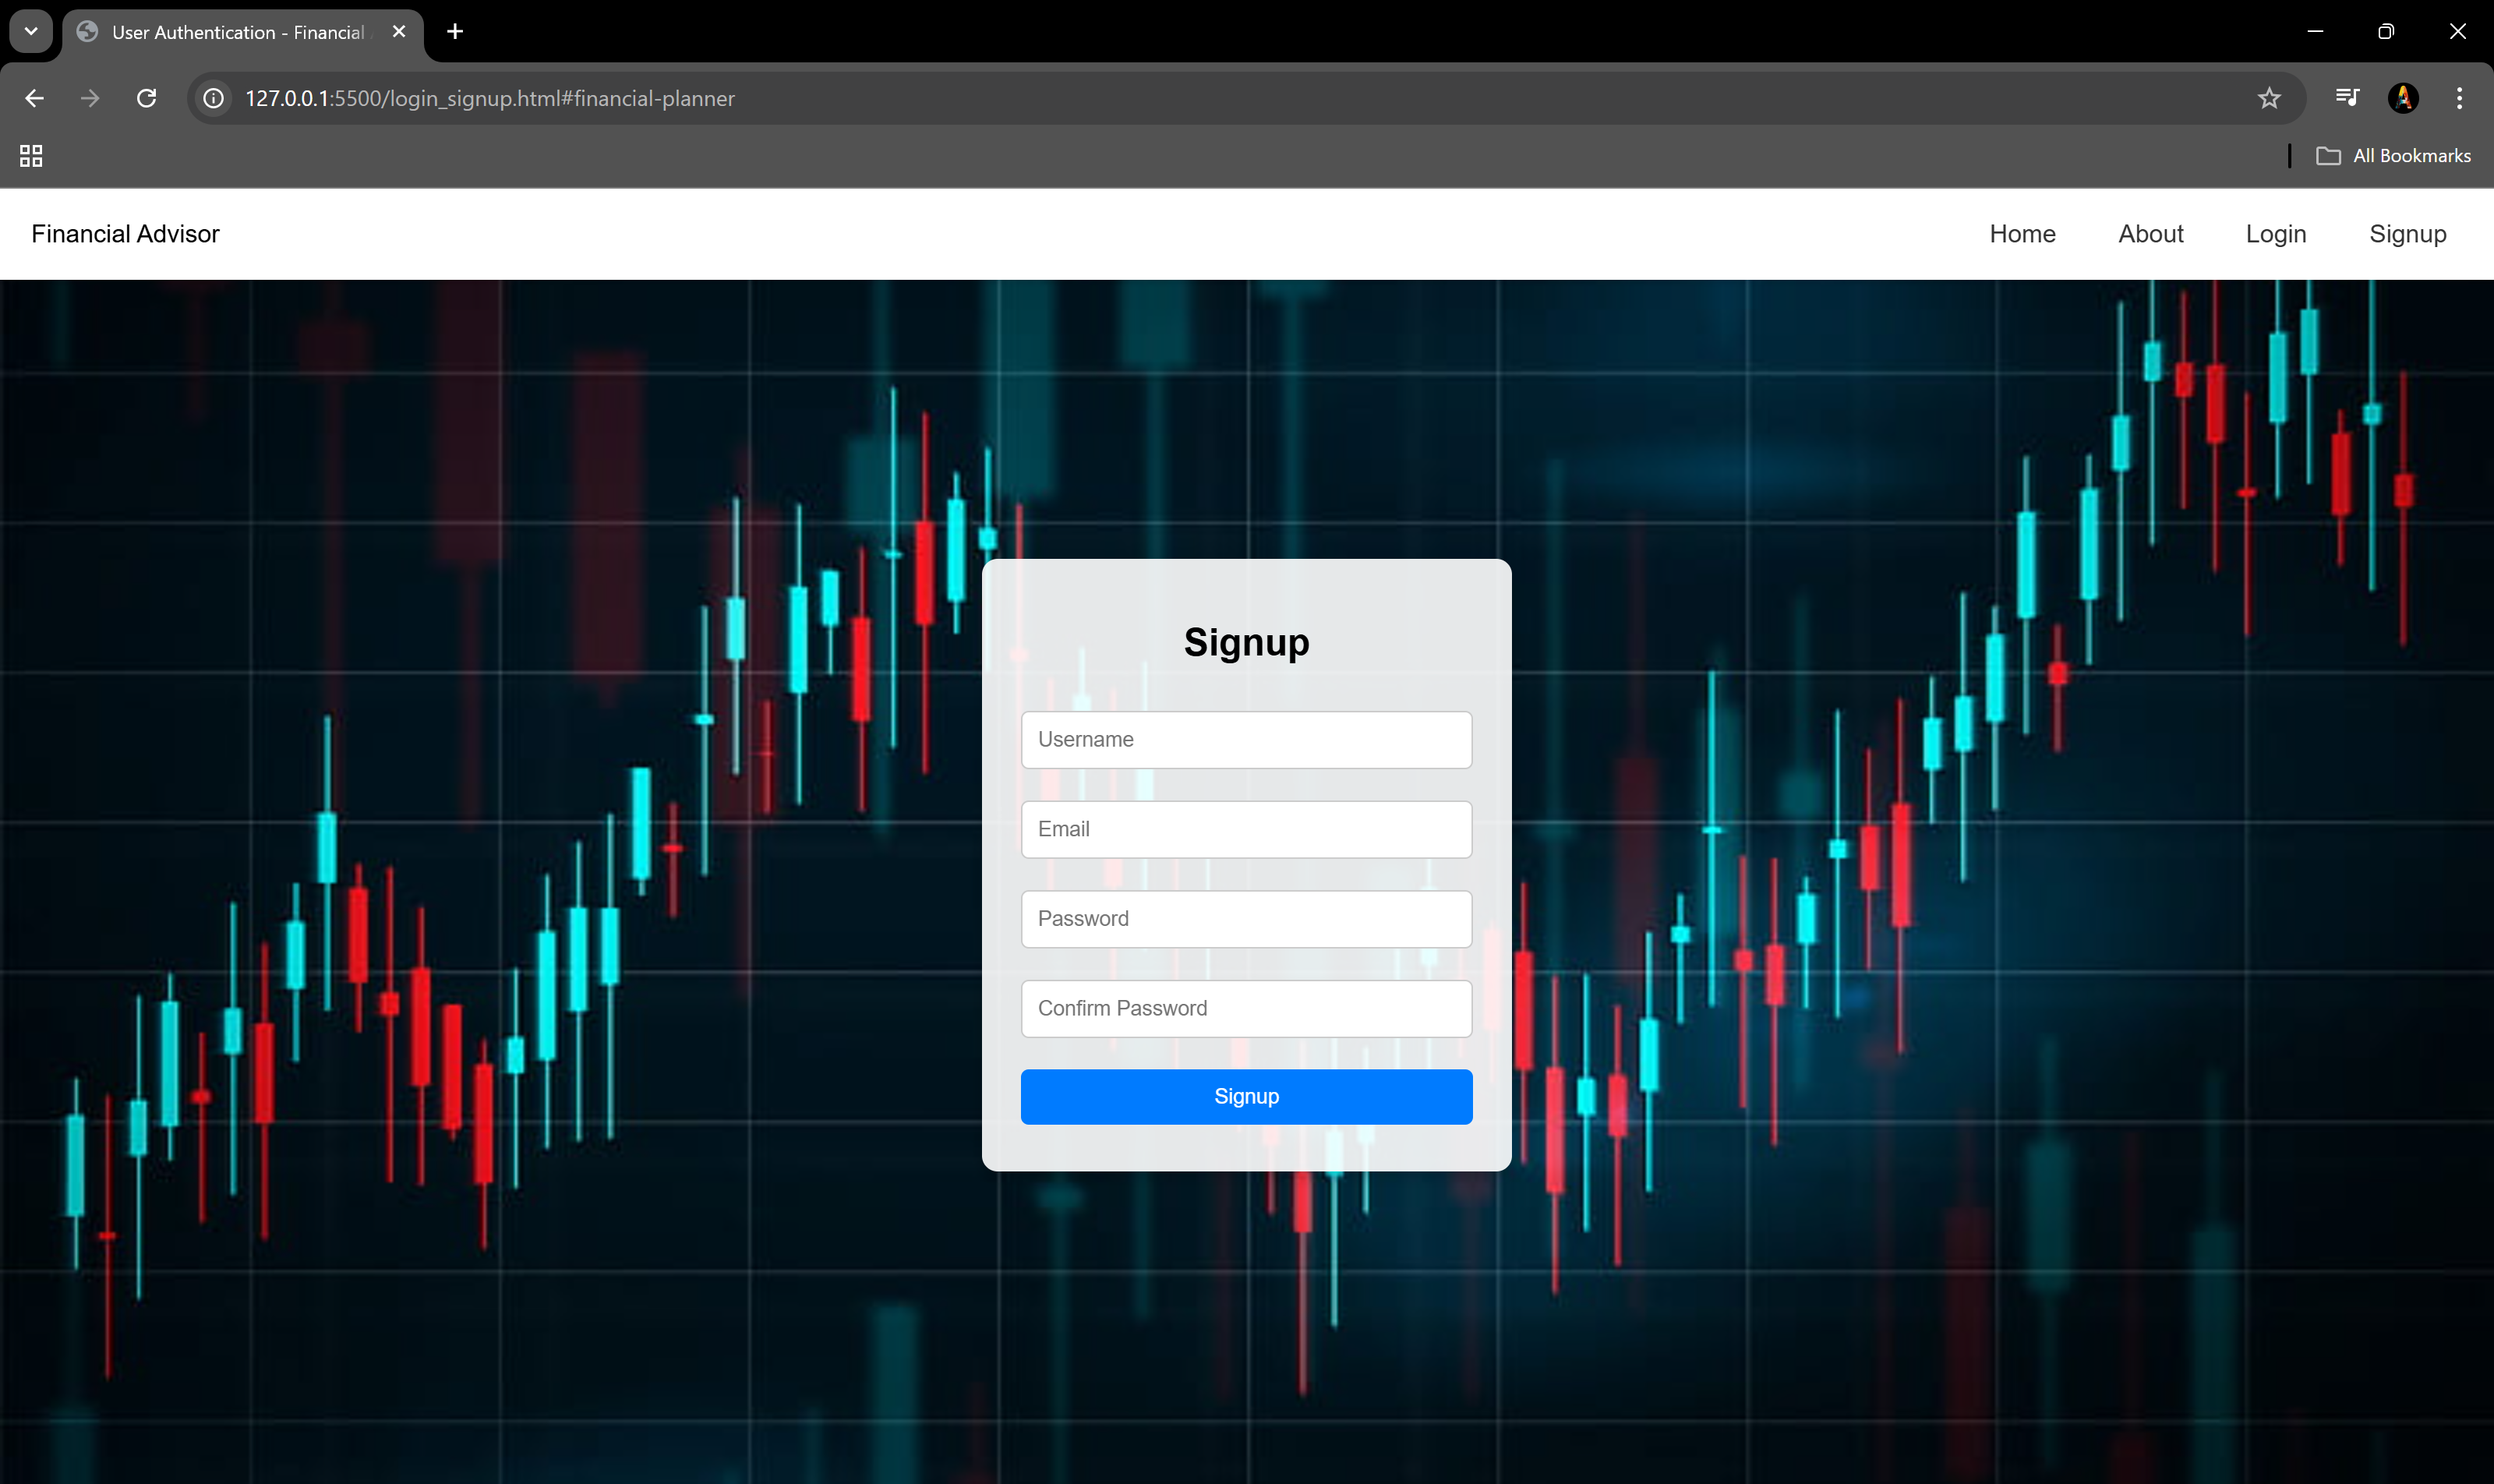 User Authentication - Financial
127.0.0.1:5500/login_signup.html#financial-planner
All Bookmarks
Financial Advisor
Home
About
Login
Signup
Signup
Username
Email
Password
Confirm Password
Signup